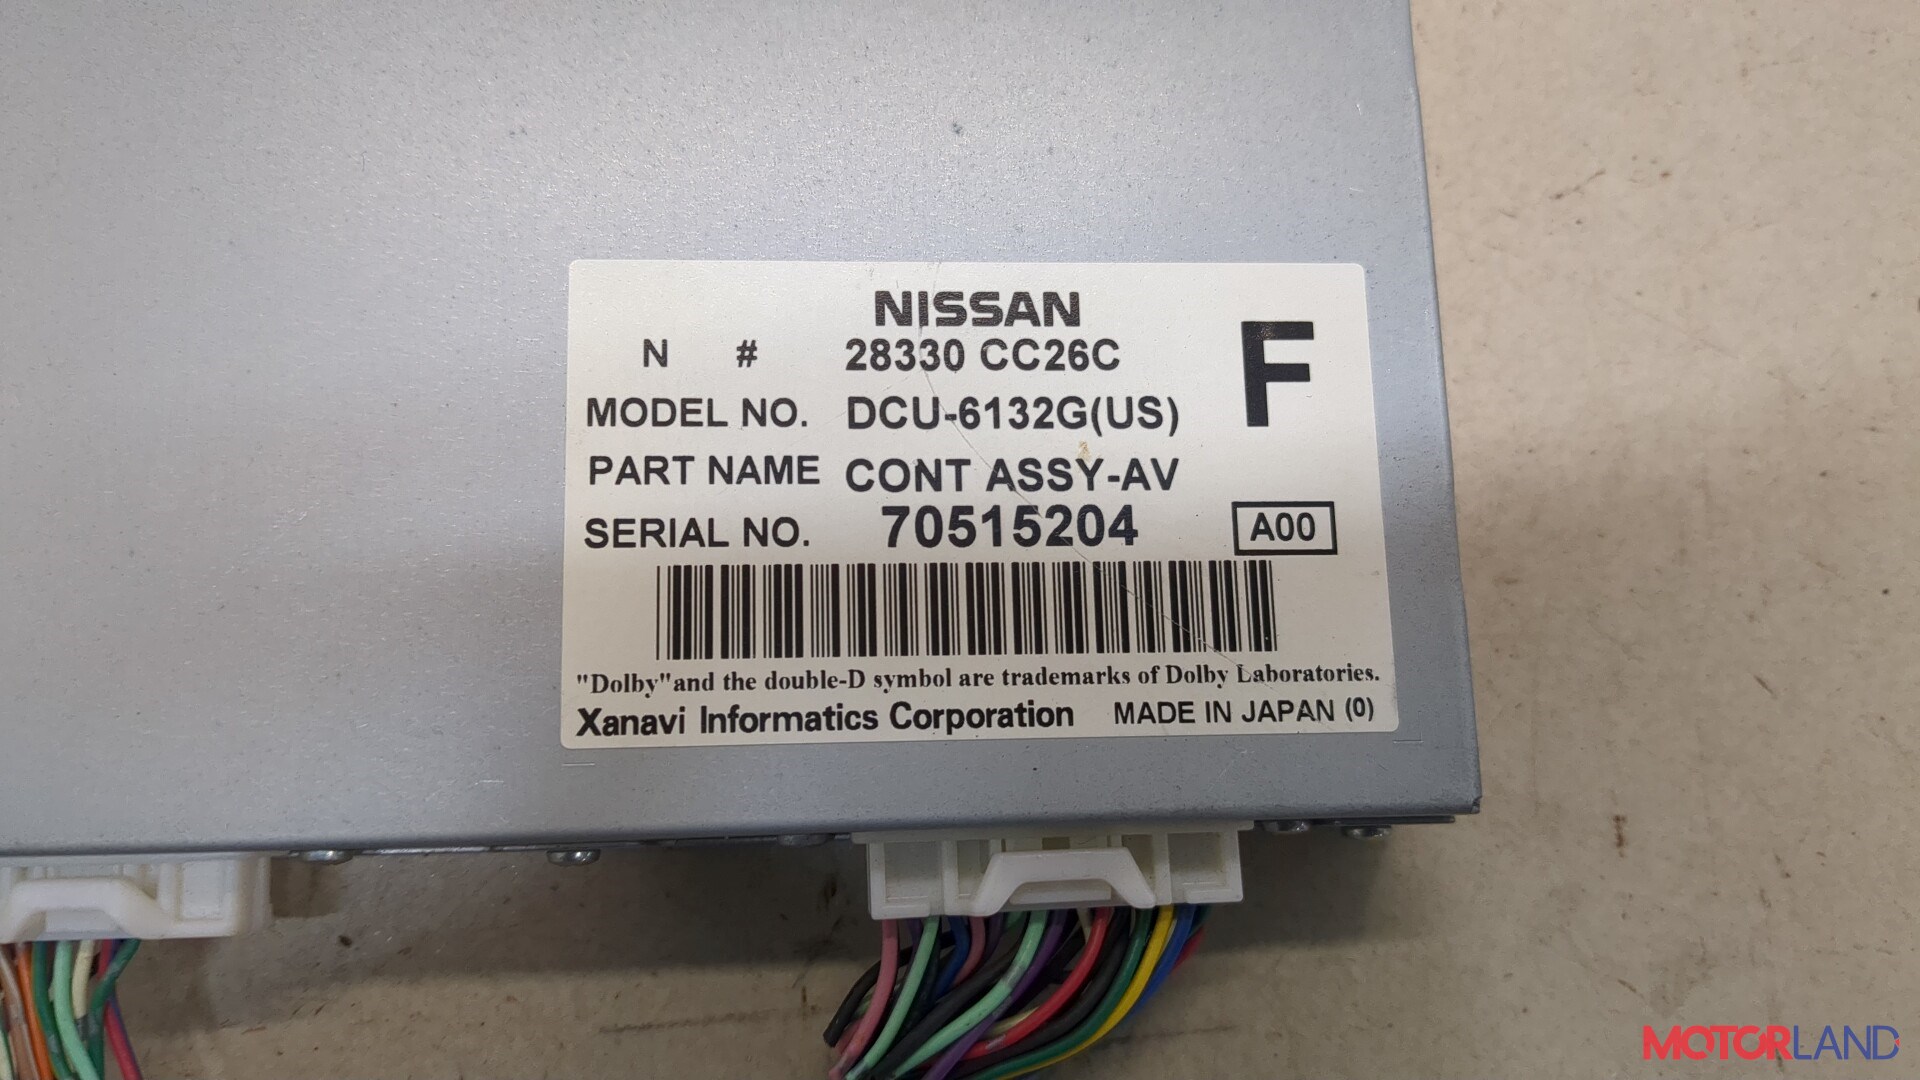 NISSAN
N # 28330 CC26C
F
MODEL NO. DCU-6132G(US)
PART NAME CONT ASSY-AV
SERIAL NO. 70515204 A00
"Dolby"and the double-D symbol are trademarks of Dolby Laboratories.
Xanavi Informatics Corporation MADE IN JAPAN (0)
MOTORLAND